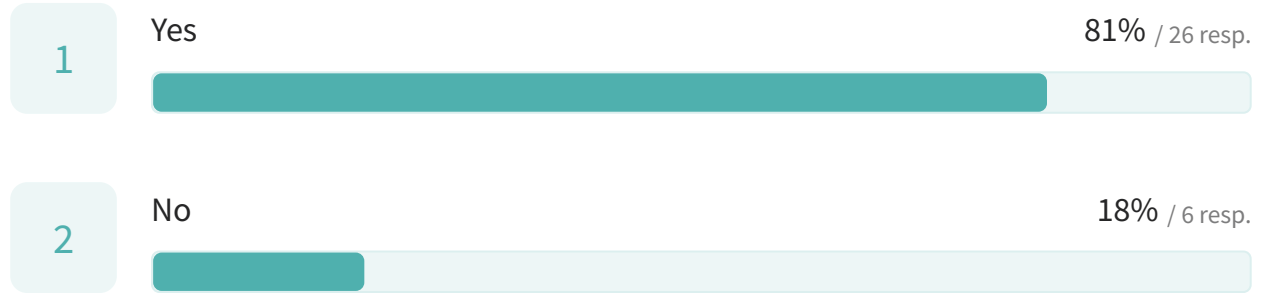 1 Yes 81% / 26 resp.
2 No 18% / 6 resp.